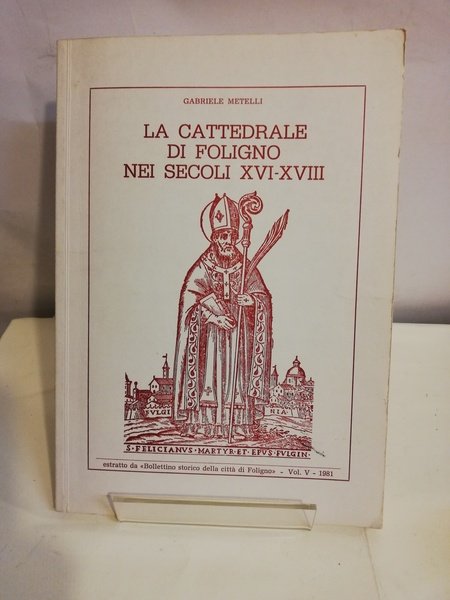 GABRIELE METELLI
LA CATTEDRALE
DI FOLIGNO
NEI SECOLI XVI-XVIII
FVLGI NIA
S·FELICIANVS·MARTYR·ET·EPVS·FVLGIN·
estratto da «Bollettino storico della città di Foligno» - Vol. V - 1981